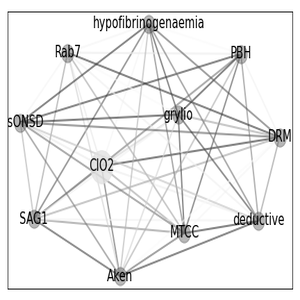 hypofibrinogenaemia
Rab7
PBH
grylio
sONSD
DRM
ClO2
SAG1
deductive
MTCC
Aken